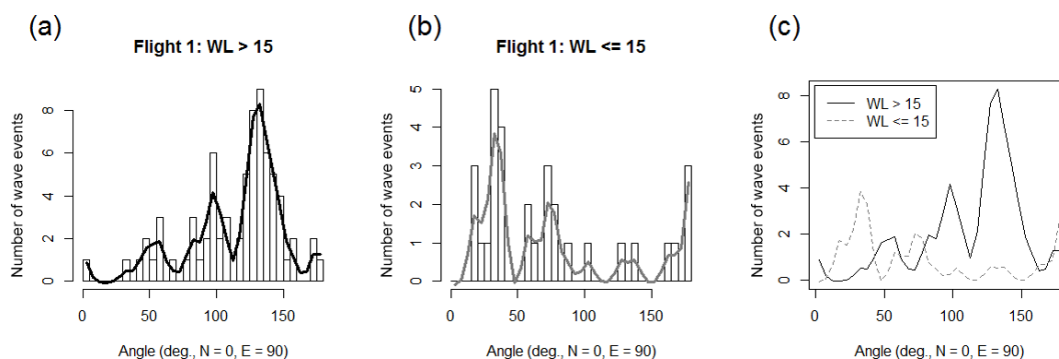 (a)
Flight 1: WL > 15
Number of wave events
0
2
4
6
8
0
50
100
150
Angle (deg., N = 0, E = 90)
(b)
Flight 1: WL <= 15
Number of wave events
0
1
2
3
4
5
0
50
100
150
Angle (deg., N = 0, E = 90)
(c)
WL > 15
WL <= 15
Number of wave events
0
2
4
6
8
0
50
100
150
Angle (deg., N = 0, E = 90)